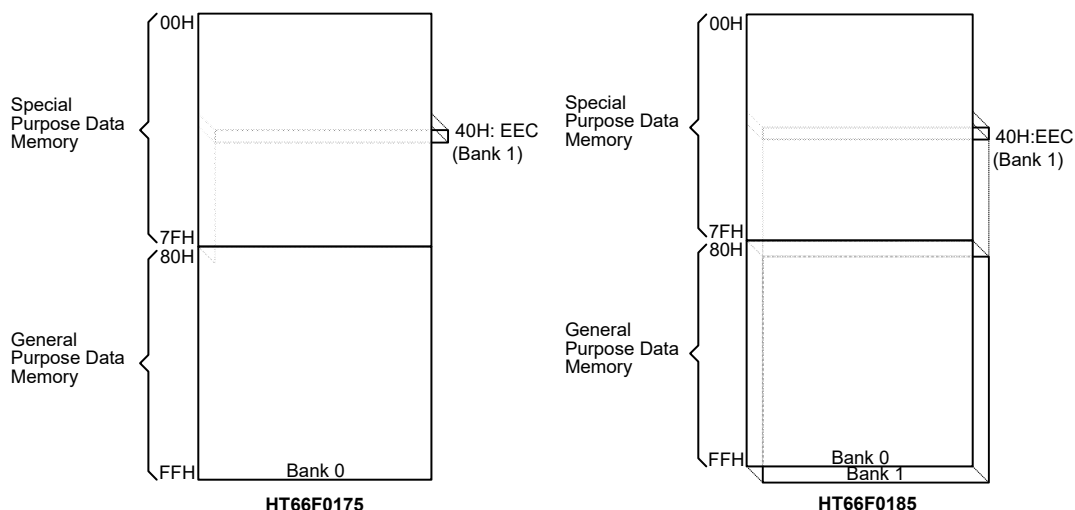 00H
Special
Purpose Data
Memory
40H: EEC
(Bank 1)
7FH
80H
General
Purpose Data
Memory
FFH
Bank 0
HT66F0175
00H
Special
Purpose Data
Memory
40H:EEC
(Bank 1)
7FH
80H
General
Purpose Data
Memory
FFH
Bank 0
Bank 1
HT66F0185